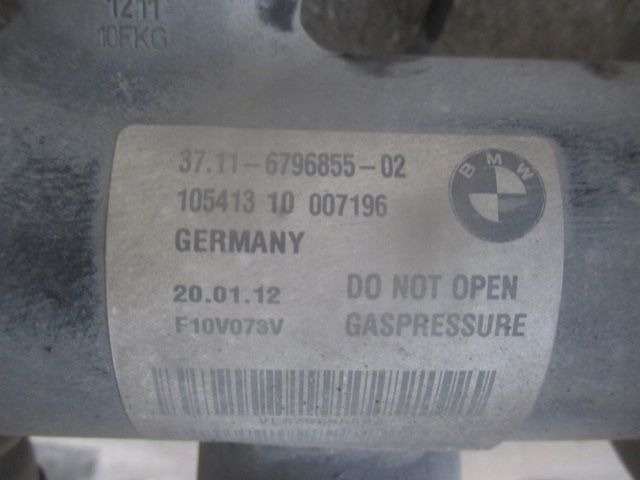 1211
10FKG
37.11-6796855-02
BMW
105413 10 007196
GERMANY
20.01.12 DO NOT OPEN
F10V073V GASPRESSURE